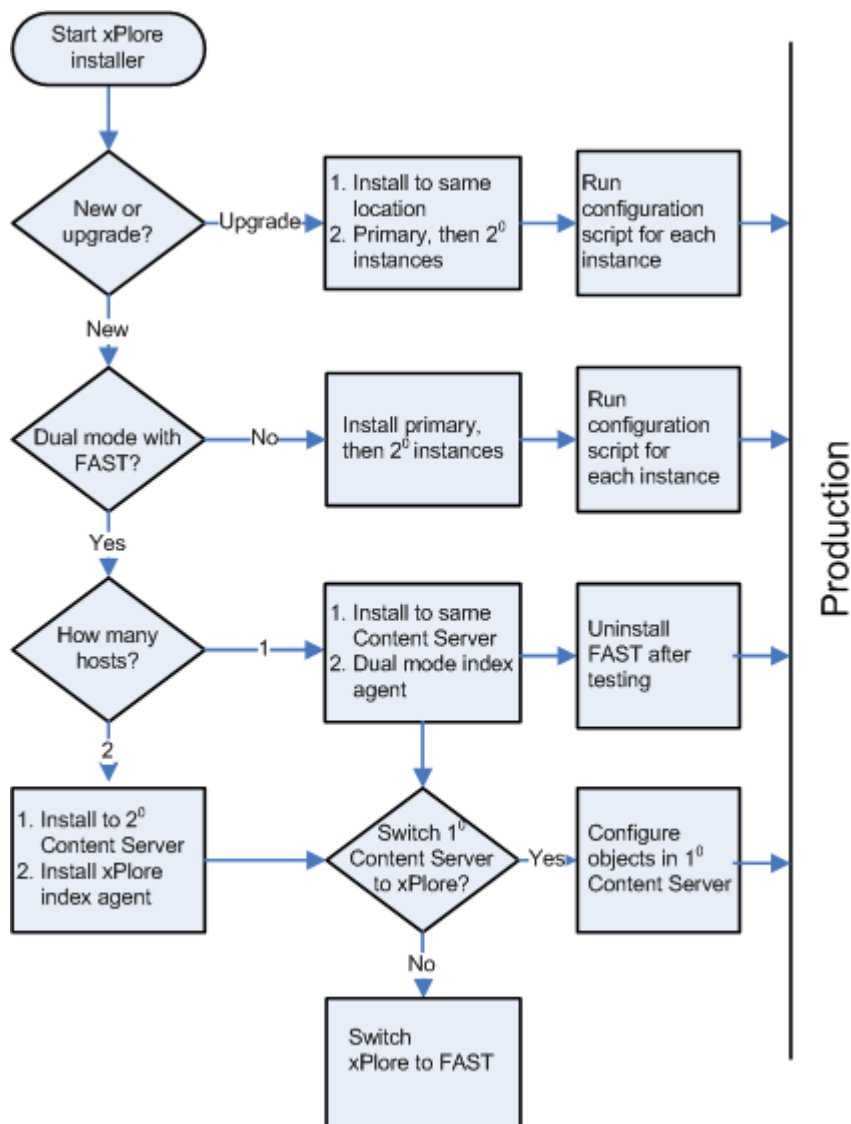 Start xPlore
installer
New or
upgrade?
Upgrade
1. Install to same
location
2. Primary, then 2⁰
instances
Run
configuration
script for each
instance
New
Dual mode with
FAST?
No
Install primary,
then 2⁰ instances
Run
configuration
script for
each instance
Yes
How many
hosts?
1
1. Install to same
Content Server
2. Dual mode index
agent
Uninstall
FAST after
testing
2
1. Install to 2⁰
Content Server
2. Install xPlore
index agent
Switch 1⁰
Content Server
to xPlore?
Yes
Configure
objects in 1⁰
Content Server
No
Switch
xPlore to FAST
Production